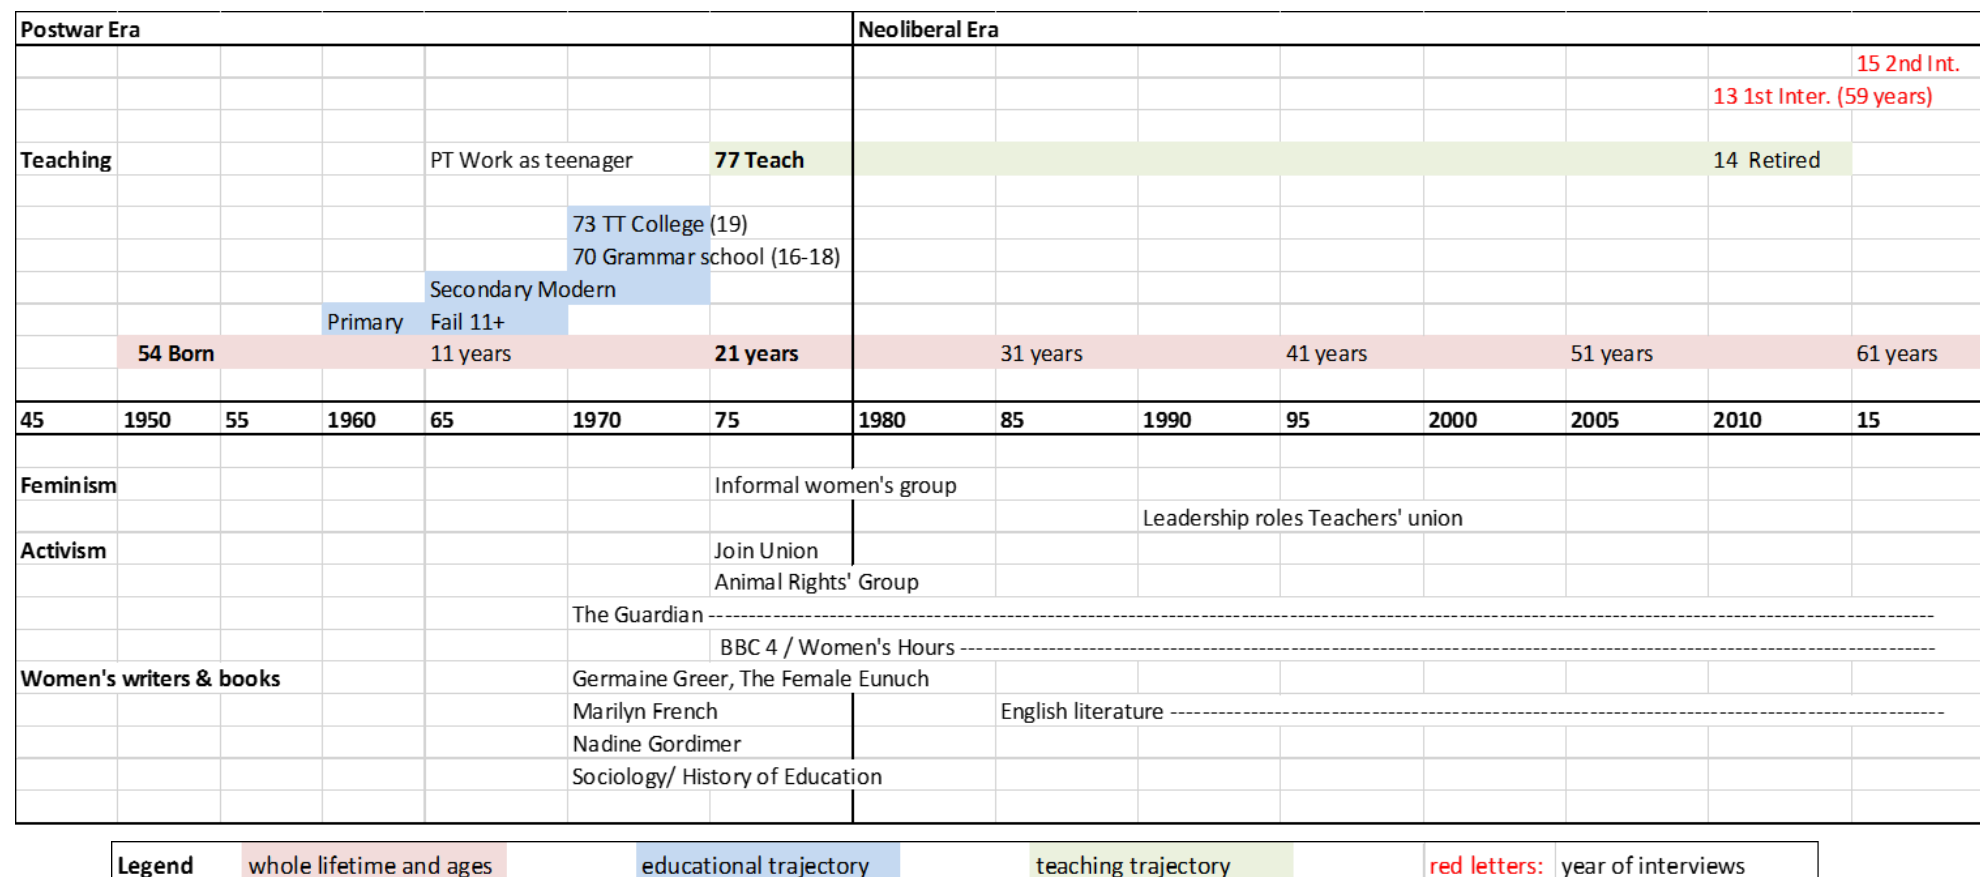 Postwar Era Neoliberal Era
15 2nd Int.
13 1st Inter. (59 years)
Teaching PT Work as teenager 77 Teach 14 Retired
73 TT College (19)
70 Grammar school (16-18)
Secondary Modern
Primary Fail 11+
54 Born 11 years 21 years 31 years 41 years 51 years 61 years
45 1950 55 1960 65 1970 75 1980 85 1990 95 2000 2005 2010 15
Feminism Informal women's group
Leadership roles Teachers' union
Activism Join Union
Animal Rights' Group
The Guardian
BBC 4 / Women's Hours
Women's writers & books Germaine Greer, The Female Eunuch
Marilyn French English literature
Nadine Gordimer
Sociology/ History of Education
Legend whole lifetime and ages educational trajectory teaching trajectory red letters: year of interviews